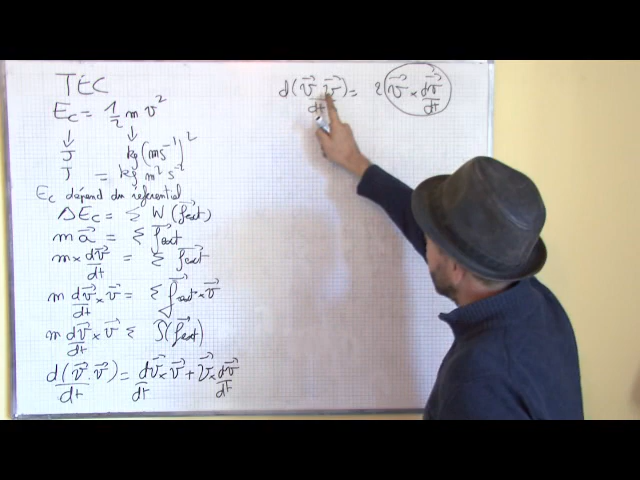 TEC
Ec = 1/2 m v²
↓ ↓
J kg (ms⁻¹)²
J = kg m² s⁻²
Ec dépend du référentiel
ΔEc = Σ W(f⃗ext)
m a⃗ = Σ f⃗ext
m × dv⃗/dt = Σ f⃗ext
m dv⃗/dt × v⃗ = Σ f⃗ext × v⃗
m dv⃗/dt × v⃗ Σ P(f⃗ext)
d(v⃗.v⃗)/dt = dv⃗/dt × v⃗ + v⃗ × dv⃗/dt
d(v⃗ v⃗)/dt = 2 v⃗ × dv⃗/dt